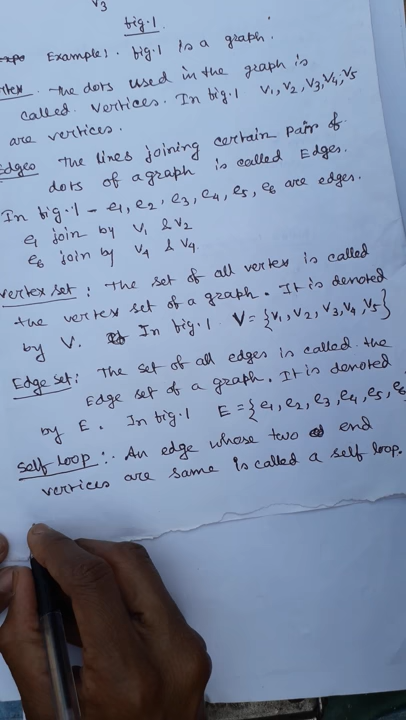 V3
fig.1
Example: fig.1 is a graph.
The dots used in the graph is
called vertices. In fig.1 V1, V2, V3, V4, V5
are vertices.
Edges The lines joining certain pair of
dots of a graph is called Edges.
In fig.1 - e1, e2, e3, e4, e5, e6 are edges.
e1 join by V1 & V2
e6 join by V4 & V4.
Vertex set : The set of all vertex is called
the vertex set of a graph. It is denoted
by V. In fig.1 V = {V1, V2, V3, V4, V5}
Edge set : The set of all edges is called the
Edge set of a graph. It is denoted
by E. In fig.1 E = {e1, e2, e3, e4, e5, e6
Self Loop :- An edge whose two end
vertices are same is called a self loop.